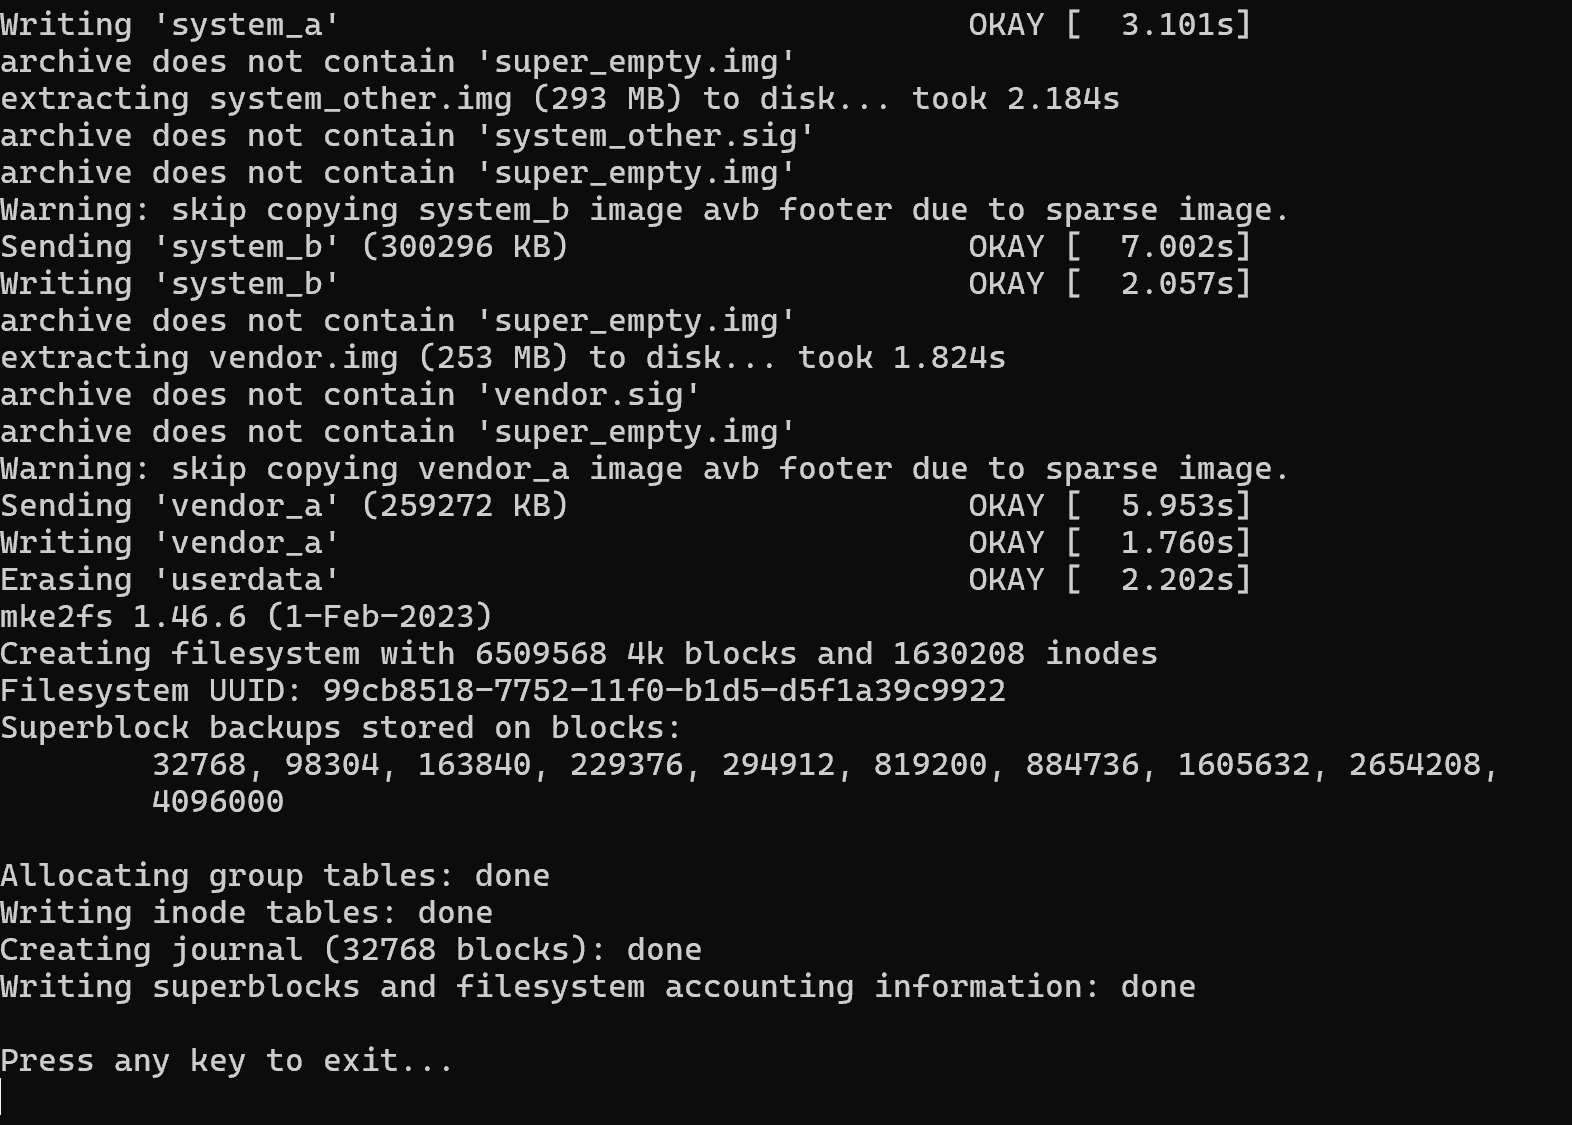 Writing 'system_a'                                 OKAY [  3.101s]
archive does not contain 'super_empty.img'
extracting system_other.img (293 MB) to disk... took 2.184s
archive does not contain 'system_other.sig'
archive does not contain 'super_empty.img'
Warning: skip copying system_b image avb footer due to sparse image.
Sending 'system_b' (300296 KB)                     OKAY [  7.002s]
Writing 'system_b'                                 OKAY [  2.057s]
archive does not contain 'super_empty.img'
extracting vendor.img (253 MB) to disk... took 1.824s
archive does not contain 'vendor.sig'
archive does not contain 'super_empty.img'
Warning: skip copying vendor_a image avb footer due to sparse image.
Sending 'vendor_a' (259272 KB)                     OKAY [  5.953s]
Writing 'vendor_a'                                 OKAY [  1.760s]
Erasing 'userdata'                                 OKAY [  2.202s]
mke2fs 1.46.6 (1-Feb-2023)
Creating filesystem with 6509568 4k blocks and 1630208 inodes
Filesystem UUID: 99cb8518-7752-11f0-b1d5-d5f1a39c9922
Superblock backups stored on blocks:
        32768, 98304, 163840, 229376, 294912, 819200, 884736, 1605632, 2654208,
        4096000

Allocating group tables: done
Writing inode tables: done
Creating journal (32768 blocks): done
Writing superblocks and filesystem accounting information: done

Press any key to exit...